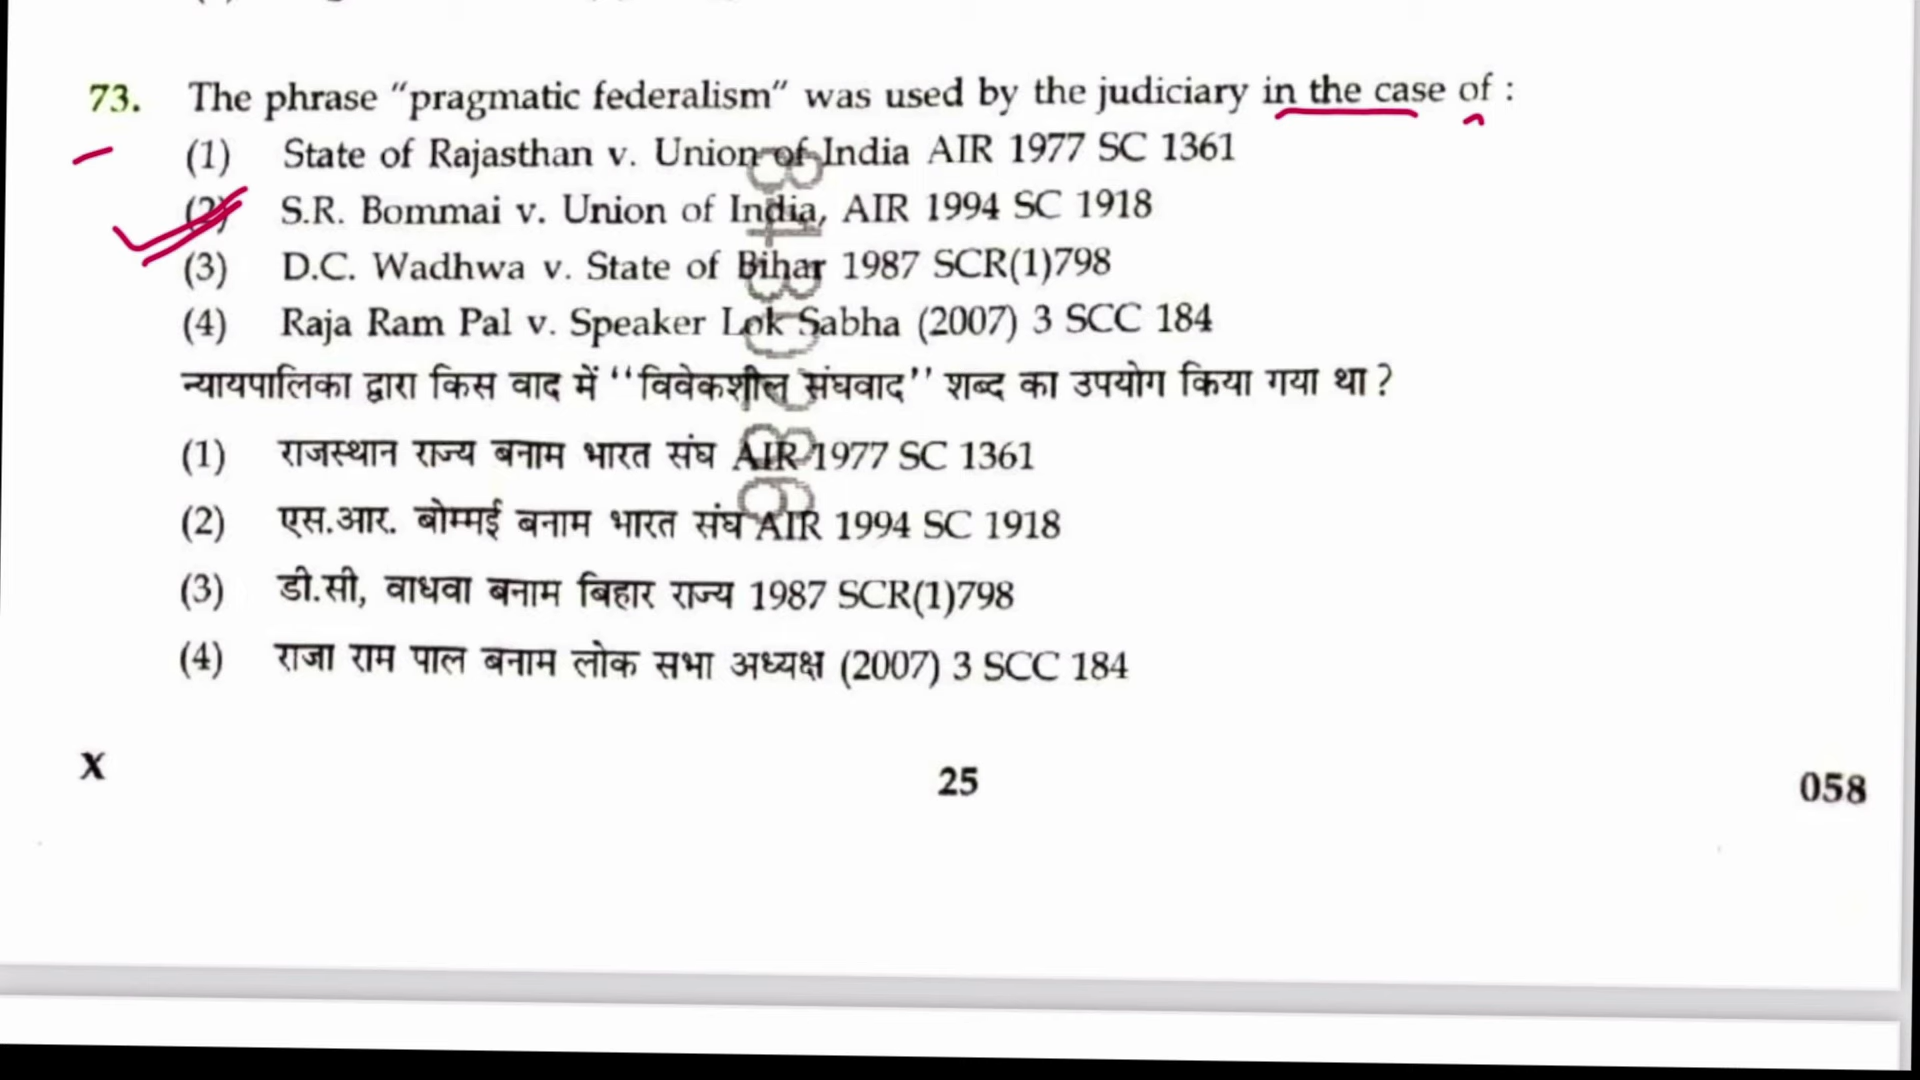 73. The phrase "pragmatic federalism" was used by the judiciary in the case of :
(1) State of Rajasthan v. Union of India AIR 1977 SC 1361
(2) S.R. Bommai v. Union of India, AIR 1994 SC 1918
(3) D.C. Wadhwa v. State of Bihar 1987 SCR(1)798
(4) Raja Ram Pal v. Speaker Lok Sabha (2007) 3 SCC 184
न्यायपालिका द्वारा किस वाद में ‘‘विवेकशील संघवाद’’ शब्द का उपयोग किया गया था ?
(1) राजस्थान राज्य बनाम भारत संघ AIR 1977 SC 1361
(2) एस.आर. बोम्मई बनाम भारत संघ AIR 1994 SC 1918
(3) डी.सी, वाधवा बनाम बिहार राज्य 1987 SCR(1)798
(4) राजा राम पाल बनाम लोक सभा अध्यक्ष (2007) 3 SCC 184
X 25 058